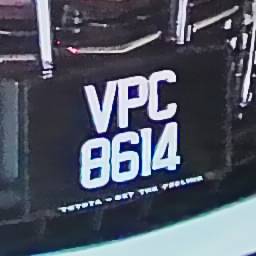 VPC
8614
TOYOTA - GET THE FEELING